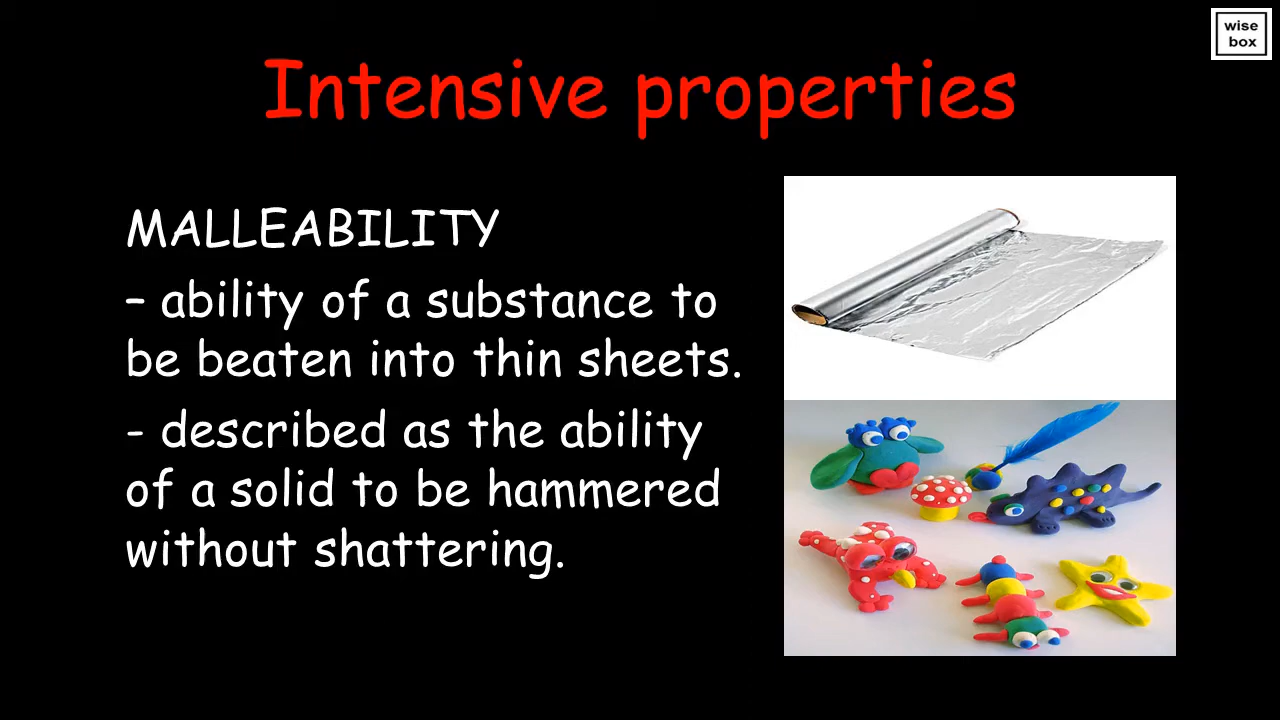 wise
box
Intensive properties
MALLEABILITY
– ability of a substance to
be beaten into thin sheets.
- described as the ability
of a solid to be hammered
without shattering.